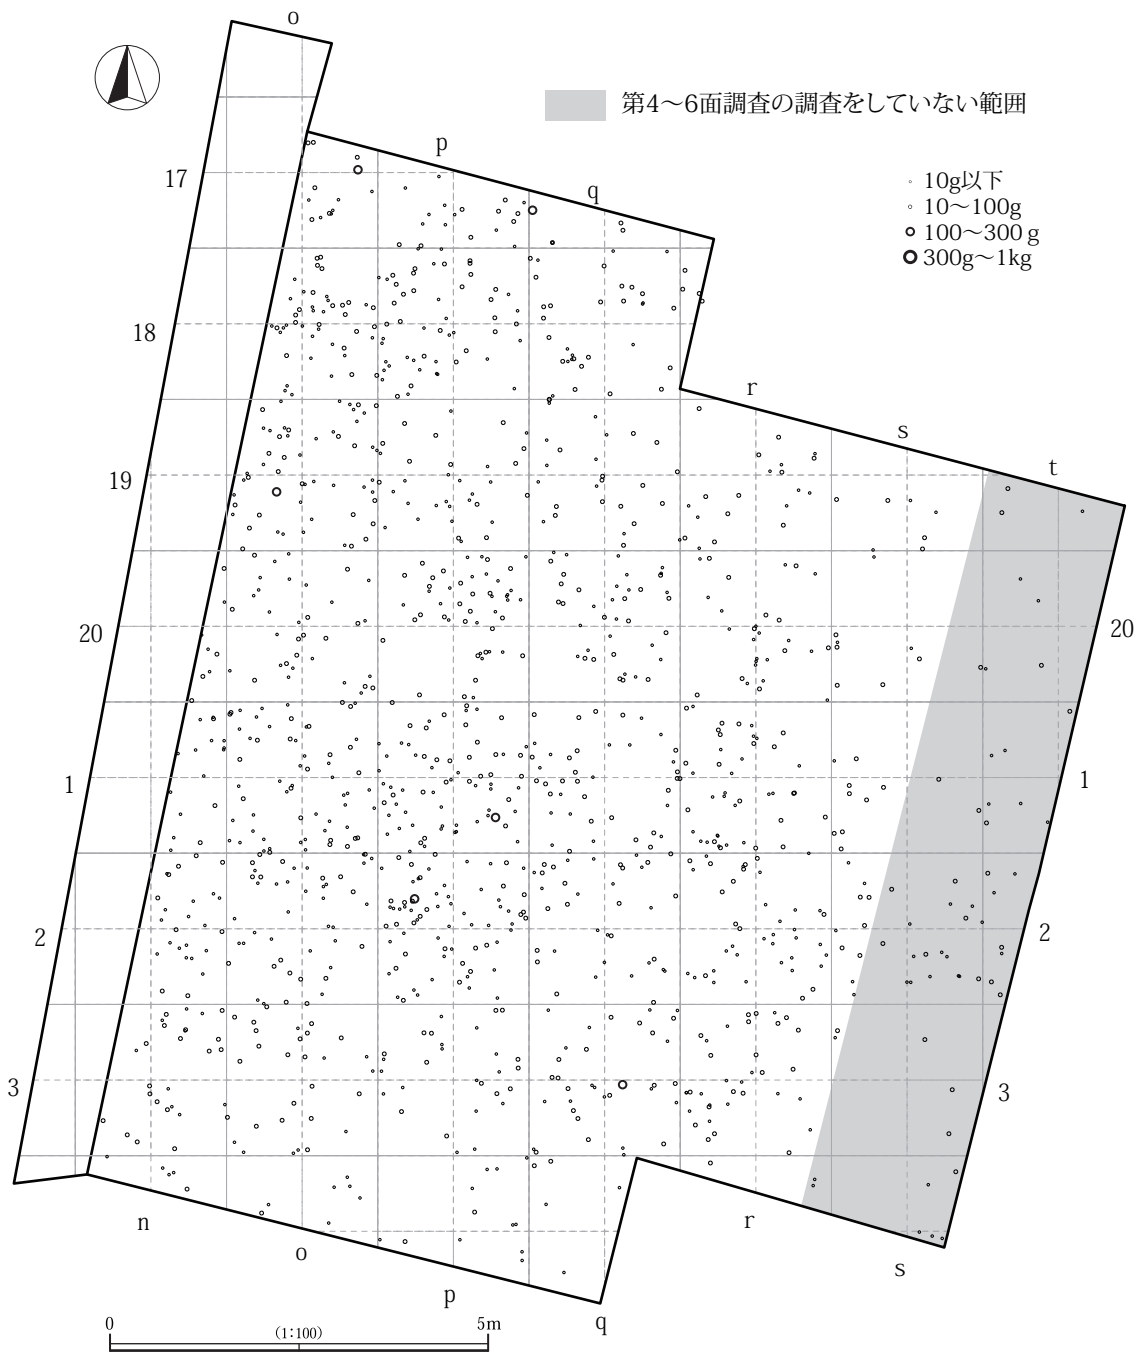 o
第4～6面調査の調査をしていない範囲
p
17
q
10g以下
10～100g
100～300 g
300g～1kg
18
r
s
19
t
20
20
1
1
2
2
3
3
n
r
o
s
p
q
0
(1:100)
5m